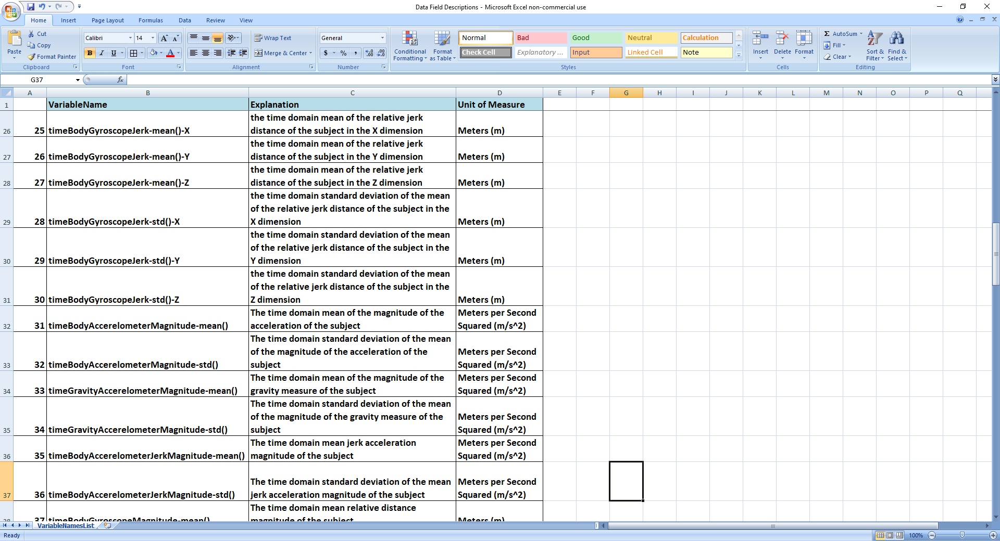 Data Field Descriptions - Microsoft Excel non-commercial use
Home Insert Page Layout Formulas Data Review View
Paste
Cut
Copy
Format Painter
Clipboard
Calibri 14
B I U
Font
Wrap Text
Merge & Center
Alignment
General
$ % ,
Number
Conditional Formatting
Format as Table
Normal Bad Good Neutral Calculation
Check Cell Explanatory ... Input Linked Cell Note
Styles
Insert Delete Format
Cells
Σ AutoSum
Fill
Clear
Sort & Filter
Find & Select
Editing
G37 fx
A B C D E F G H I J K L M N O P Q
1 VariableName Explanation Unit of Measure
the time domain mean of the relative jerk
26 25 timeBodyGyroscopeJerk-mean()-X distance of the subject in the X dimension Meters (m)
the time domain mean of the relative jerk
27 26 timeBodyGyroscopeJerk-mean()-Y distance of the subject in the Y dimension Meters (m)
the time domain mean of the relative jerk
28 27 timeBodyGyroscopeJerk-mean()-Z distance of the subject in the Z dimension Meters (m)
the time domain standard deviation of the mean
of the relative jerk distance of the subject in the
29 28 timeBodyGyroscopeJerk-std()-X X dimension Meters (m)
the time domain standard deviation of the mean
of the relative jerk distance of the subject in the
30 29 timeBodyGyroscopeJerk-std()-Y Y dimension Meters (m)
the time domain standard deviation of the mean
of the relative jerk distance of the subject in the
31 30 timeBodyGyroscopeJerk-std()-Z Z dimension Meters (m)
The time domain mean of the magnitude of the Meters per Second
32 31 timeBodyAccerelometerMagnitude-mean() acceleration of the subject Squared (m/s^2)
The time domain standard deviation of the mean
of the magnitude of the acceleration of the Meters per Second
33 32 timeBodyAccerelometerMagnitude-std() subject Squared (m/s^2)
The time domain mean of the magnitude of the Meters per Second
34 33 timeGravityAccerelometerMagnitude-mean() gravity measure of the subject Squared (m/s^2)
The time domain standard deviation of the mean
of the magnitude of the gravity measure of the Meters per Second
35 34 timeGravityAccerelometerMagnitude-std() subject Squared (m/s^2)
The time domain mean jerk acceleration Meters per Second
36 35 timeBodyAccerelometerJerkMagnitude-mean() magnitude of the subject Squared (m/s^2)
The time domain standard deviation of the mean Meters per Second
37 36 timeBodyAccerelometerJerkMagnitude-std() jerk acceleration magnitude of the subject Squared (m/s^2)
The time domain mean relative distance
38 37 timeBodyGyroscopeMagnitude-mean() magnitude of the subject Meters (m)
VariableNamesList
Ready 100%